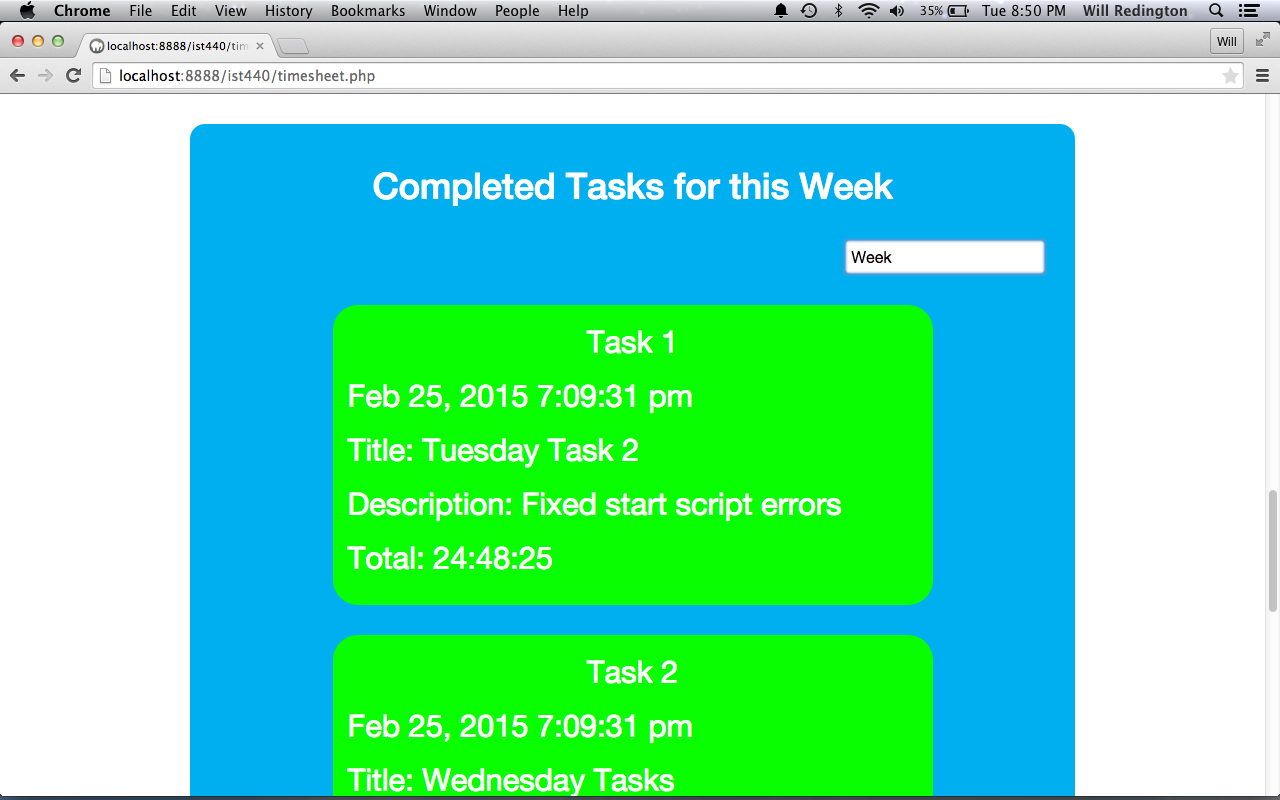 Chrome File Edit View History Bookmarks Window People Help 35% Tue 8:50 PM Will Redington
localhost:8888/ist440/tim Will
localhost:8888/ist440/timesheet.php
Completed Tasks for this Week
Week
Task 1
Feb 25, 2015 7:09:31 pm
Title: Tuesday Task 2
Description: Fixed start script errors
Total: 24:48:25
Task 2
Feb 25, 2015 7:09:31 pm
Title: Wednesday Tasks